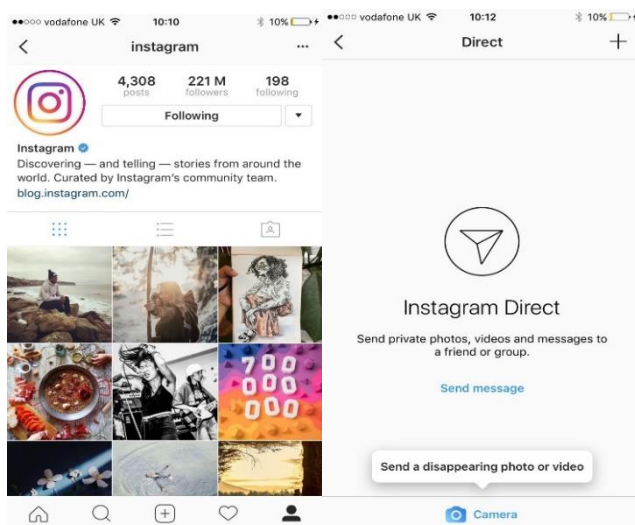 vodafone UK 10:10 10%
instagram ...
4,308 221 M 198
posts followers following
Following
Instagram
Discovering — and telling — stories from around the
world. Curated by Instagram's community team.
blog.instagram.com/
700
000
000
vodafone UK 10:12 10%
Direct
Instagram Direct
Send private photos, videos and messages to
a friend or group.
Send message
Send a disappearing photo or video
Camera